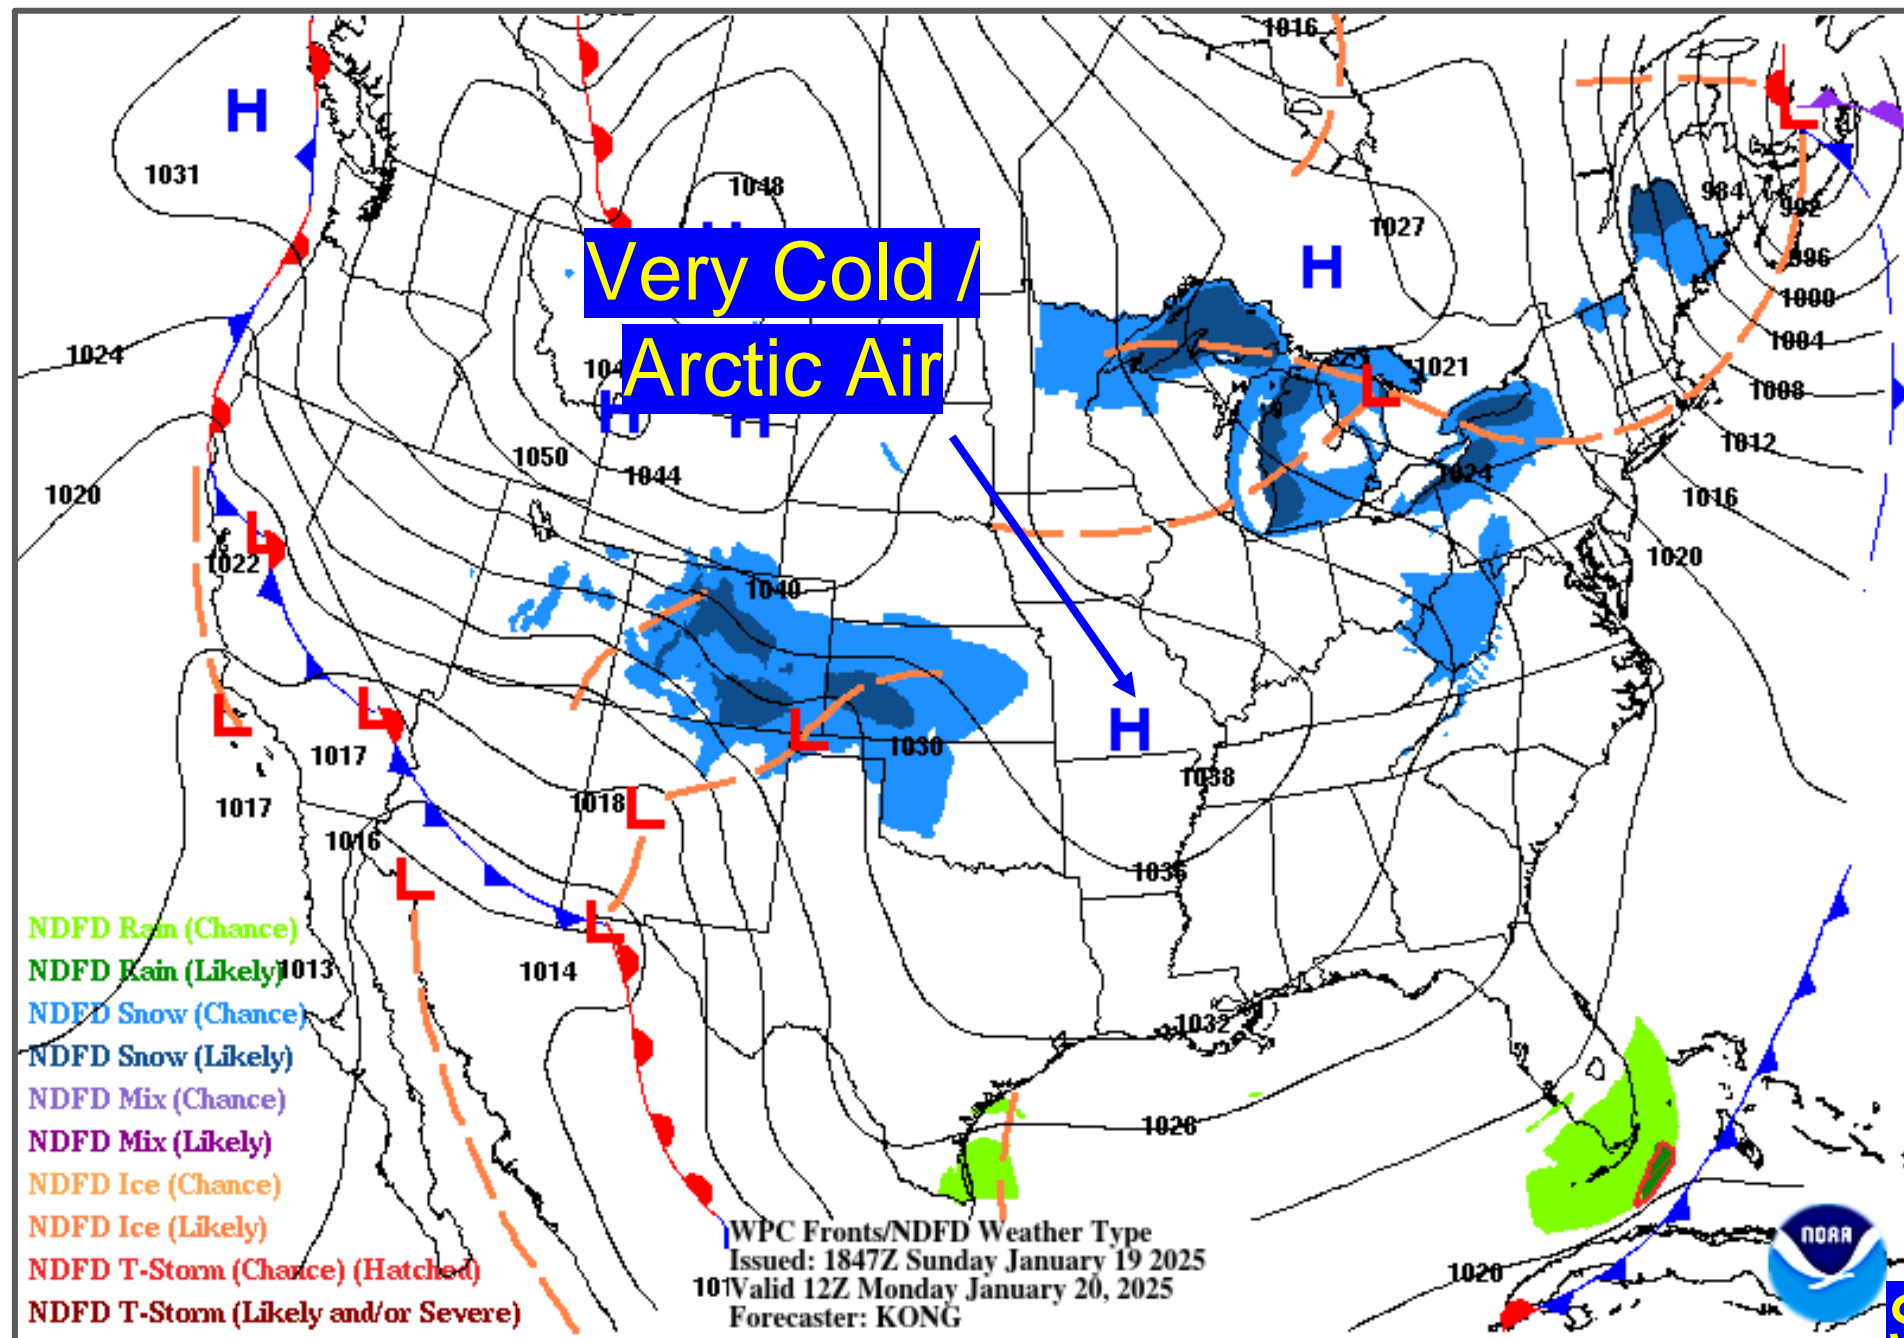 1016
H
1031
1048
L
984
992
1027
H
996
1000
Very Cold /
Arctic Air
1024
1004
1021
L
1008
H
H
1050
1044
1012
1020
1024
1016
L
1022
1020
1040
L
L
1017
L
1030
H
1038
1017
1018
L
1016
L
1036
L
1014
1013
1032
1020
NDFD Rain (Chance)
NDFD Rain (Likely)
NDFD Snow (Chance)
NDFD Snow (Likely)
NDFD Mix (Chance)
NDFD Mix (Likely)
NDFD Ice (Chance)
NDFD Ice (Likely)
NDFD T-Storm (Chance) (Hatched)
NDFD T-Storm (Likely and/or Severe)
WPC Fronts/NDFD Weather Type
Issued: 1847Z Sunday January 19 2025
Valid 12Z Monday January 20, 2025
Forecaster: KONG
NOAA